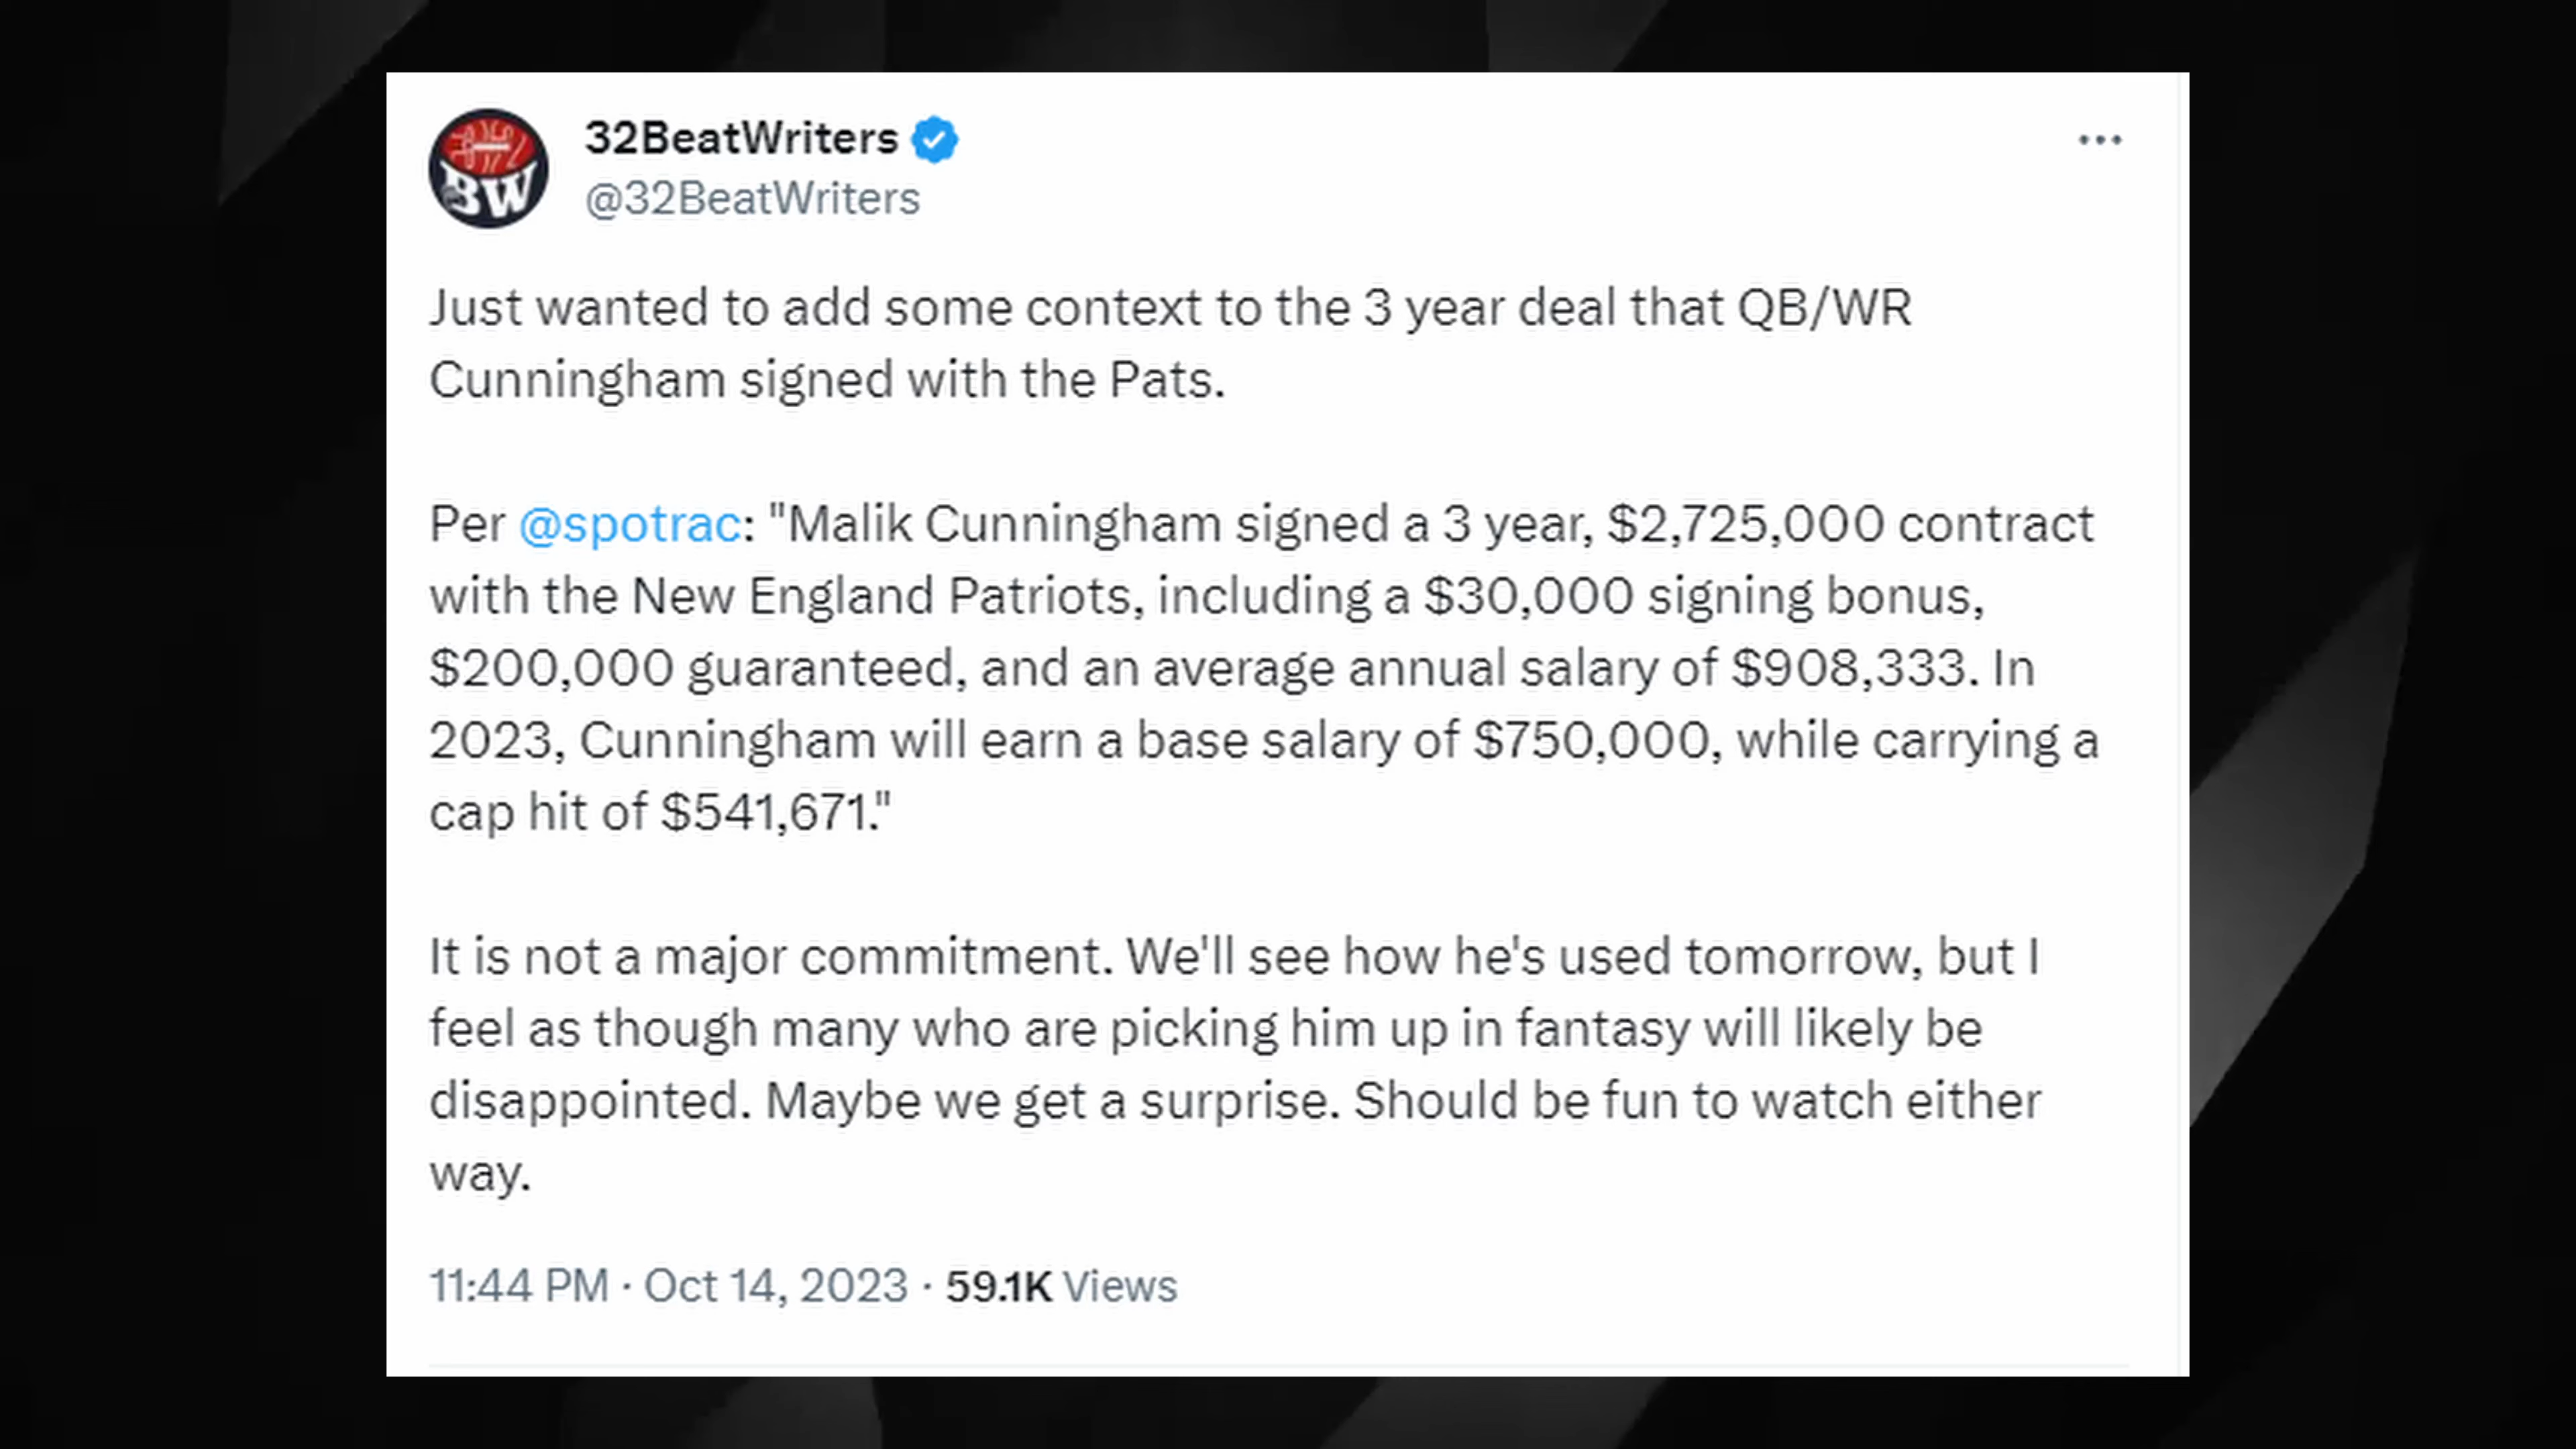 32BeatWriters
@32BeatWriters
BW
Just wanted to add some context to the 3 year deal that QB/WR
Cunningham signed with the Pats.
Per @spotrac: "Malik Cunningham signed a 3 year, $2,725,000 contract
with the New England Patriots, including a $30,000 signing bonus,
$200,000 guaranteed, and an average annual salary of $908,333. In
2023, Cunningham will earn a base salary of $750,000, while carrying a
cap hit of $541,671."
It is not a major commitment. We'll see how he's used tomorrow, but I
feel as though many who are picking him up in fantasy will likely be
disappointed. Maybe we get a surprise. Should be fun to watch either
way.
11:44 PM · Oct 14, 2023 · 59.1K Views